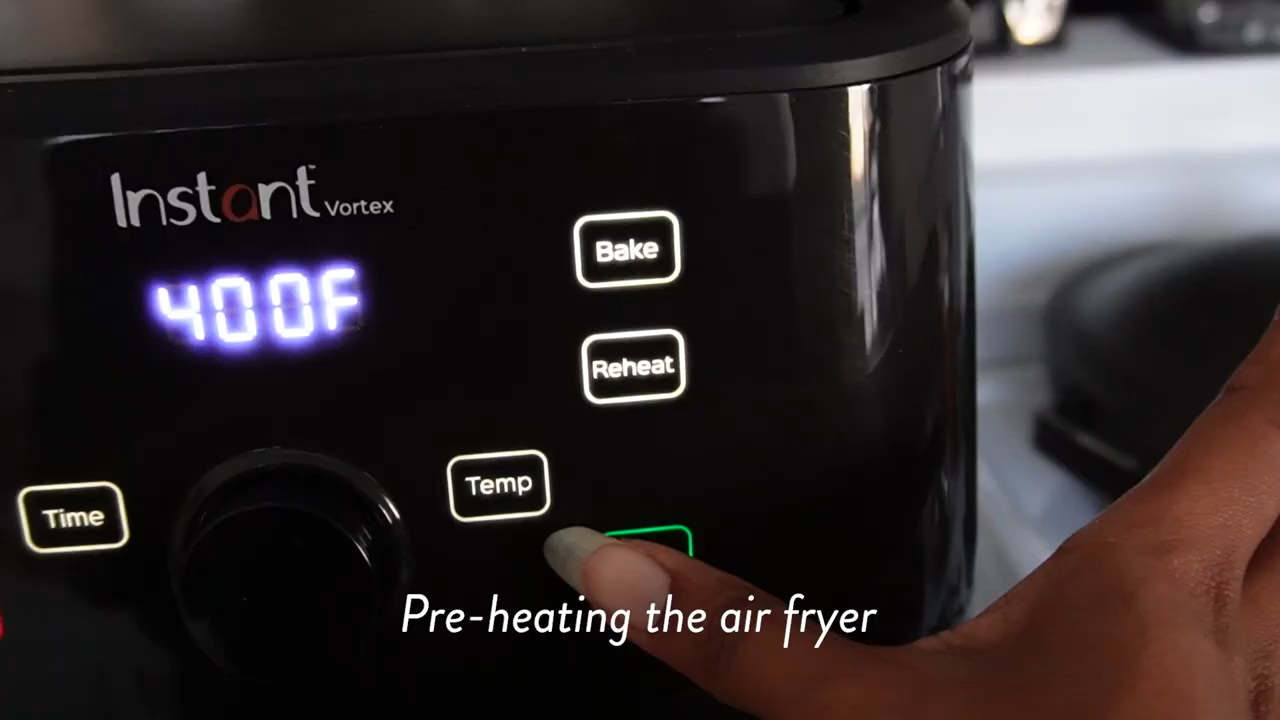 Instant Vortex
400F
Bake
Reheat
Temp
Time
Pre-heating the air fryer